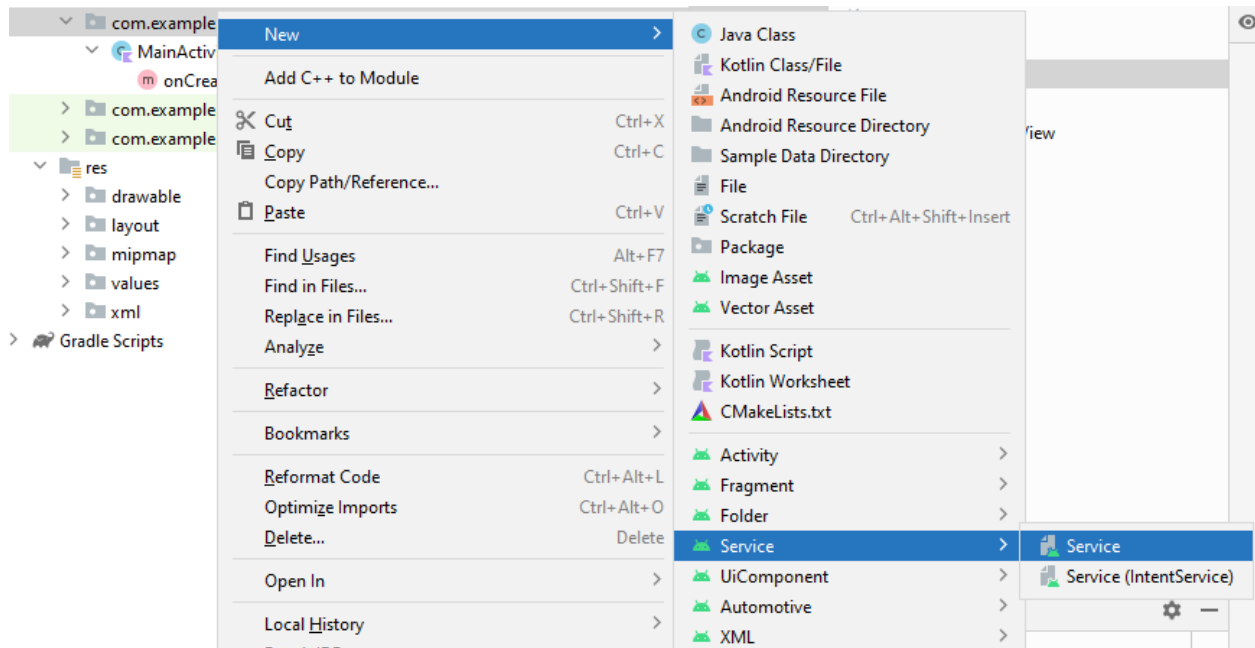 com.example
MainActiv
onCrea
com.example
com.example
res
drawable
layout
mipmap
values
xml
Gradle Scripts
New
Add C++ to Module
Cut Ctrl+X
Copy Ctrl+C
Copy Path/Reference...
Paste Ctrl+V
Find Usages Alt+F7
Find in Files... Ctrl+Shift+F
Replace in Files... Ctrl+Shift+R
Analyze
Refactor
Bookmarks
Reformat Code Ctrl+Alt+L
Optimize Imports Ctrl+Alt+O
Delete... Delete
Open In
Local History
Java Class
Kotlin Class/File
Android Resource File
Android Resource Directory
Sample Data Directory
File
Scratch File Ctrl+Alt+Shift+Insert
Package
Image Asset
Vector Asset
Kotlin Script
Kotlin Worksheet
CMakeLists.txt
Activity
Fragment
Folder
Service
UiComponent
Automotive
XML
Service
Service (IntentService)
iew